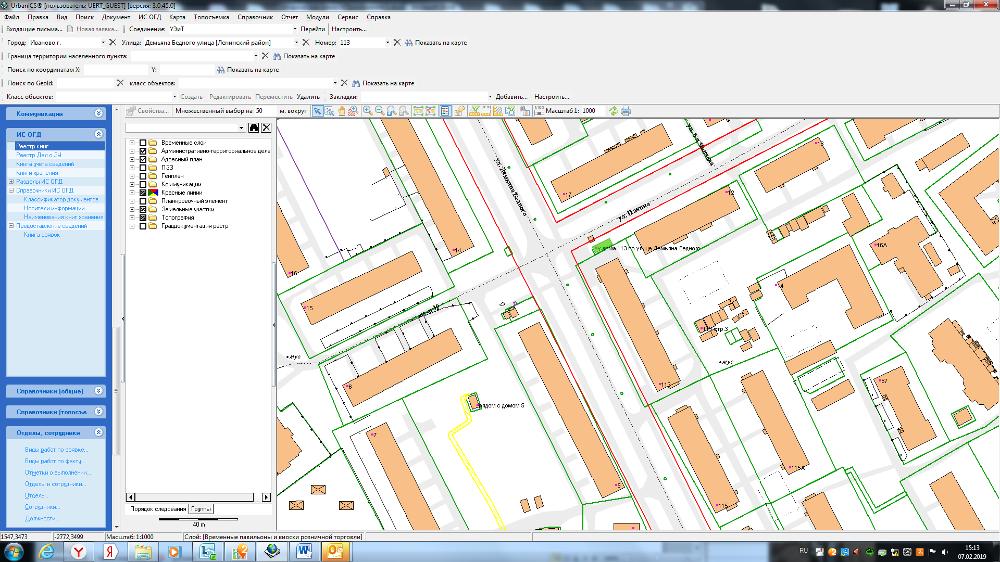 UrbaniCS® [пользователь: UERT_GUEST] [версия: 3.0.45.0]
Файл Правка Вид Поиск Документ ИС ОГД Карта Топосъемка Справочник Отчет Модули Сервис Справка
Входящие письма... Новая заявка... Соединение: УЭиТ Перейти Настроить...
Город: Иваново г. Улица: Демьяна Бедного улица [Ленинский район] Номер: 113 Показать на карте
Граница территории населенного пункта: Показать на карте
Поиск по координатам X: Y: Показать на карте
Поиск по GeoId: класс объектов: Показать на карте
Класс объектов: Создать Редактировать Переместить Удалить Закладки: Добавить... Настроить...
Свойства... Множественный выбор на 50 м. вокруг 1:100 Масштаб 1: 1000
Коммуникации
ИС ОГД
Реестр книг
Реестр Дел о ЗУ
Книга учета сведений
Книги хранения
Разделы ИС ОГД
Справочники ИС ОГД
Классификатор документов
Носители информации
Наименования книг хранения
Предоставление сведений
Книга заявок
Справочники (общие)
Справочники (топосъе...
Отделы, сотрудники
Виды работ по заявке...
Виды работ по факту...
Отметки о выполнении...
Отделы и сотрудники...
Отделы...
Сотрудники...
Должности...
Временные слои
Административно-территориальное деле
Адресный план
ПЗЗ
Генплан
Коммуникации
Красные линии
Планировочный элемент
Земельные участки
Топография
Граддокументация растр
Порядок следования Группы
40 m
ул. Демьяна Бедного
ул. Панина
17
12
16
16А
14
16
14
15
6
7
5
113
115
115А
87
113 стр.3
у дома 113 по улице Демьяна Бедного
рядом с домом 5
мус
мус
1547,3473 -2772,3499 Масштаб: 1:1000 Слой: [Временные павильоны и киоски розничной торговли]
RU
15:13
07.02.2019